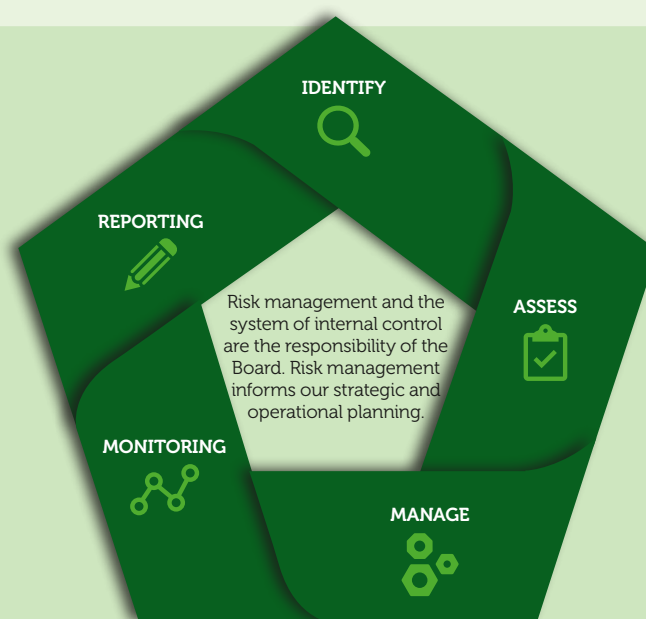 IDENTIFY
ASSESS
MANAGE
MONITORING
REPORTING
Risk management and the
system of internal control
are the responsibility of the
Board. Risk management
informs our strategic and
operational planning.